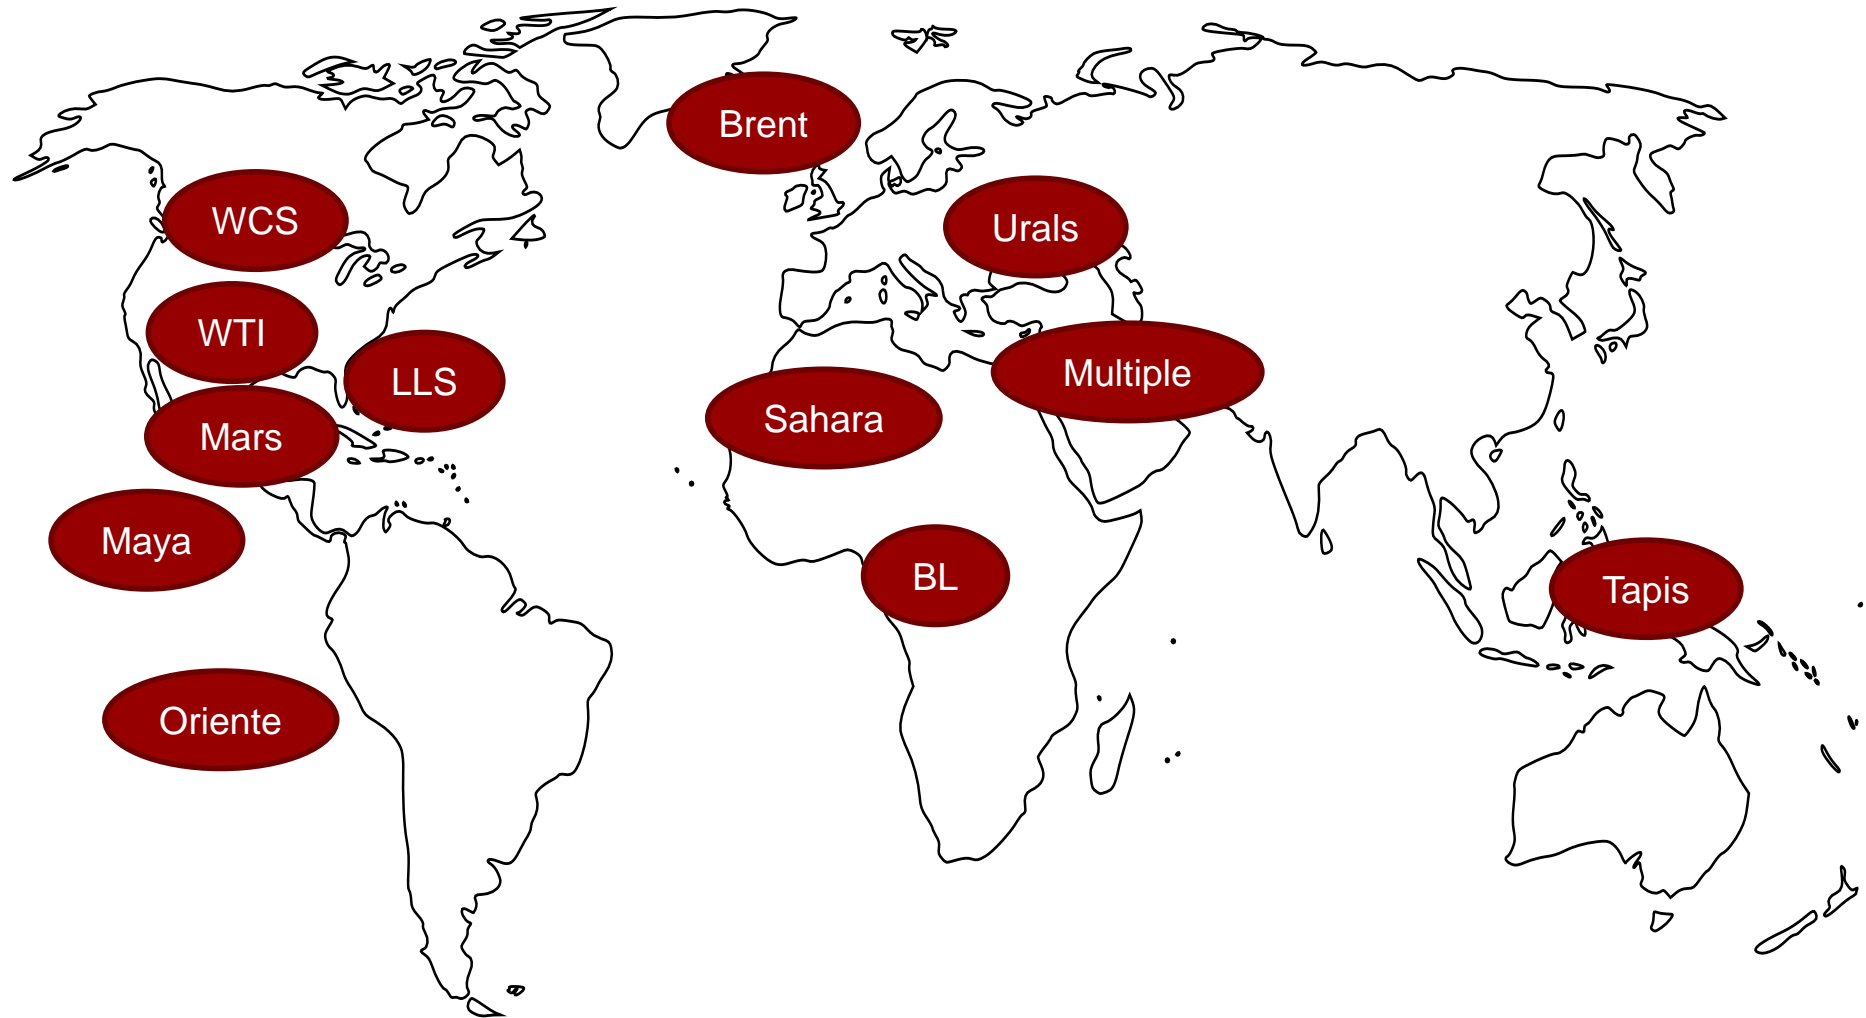 Brent
WCS
Urals
WTI
LLS
Multiple
Sahara
Mars
Maya
BL
Tapis
Oriente